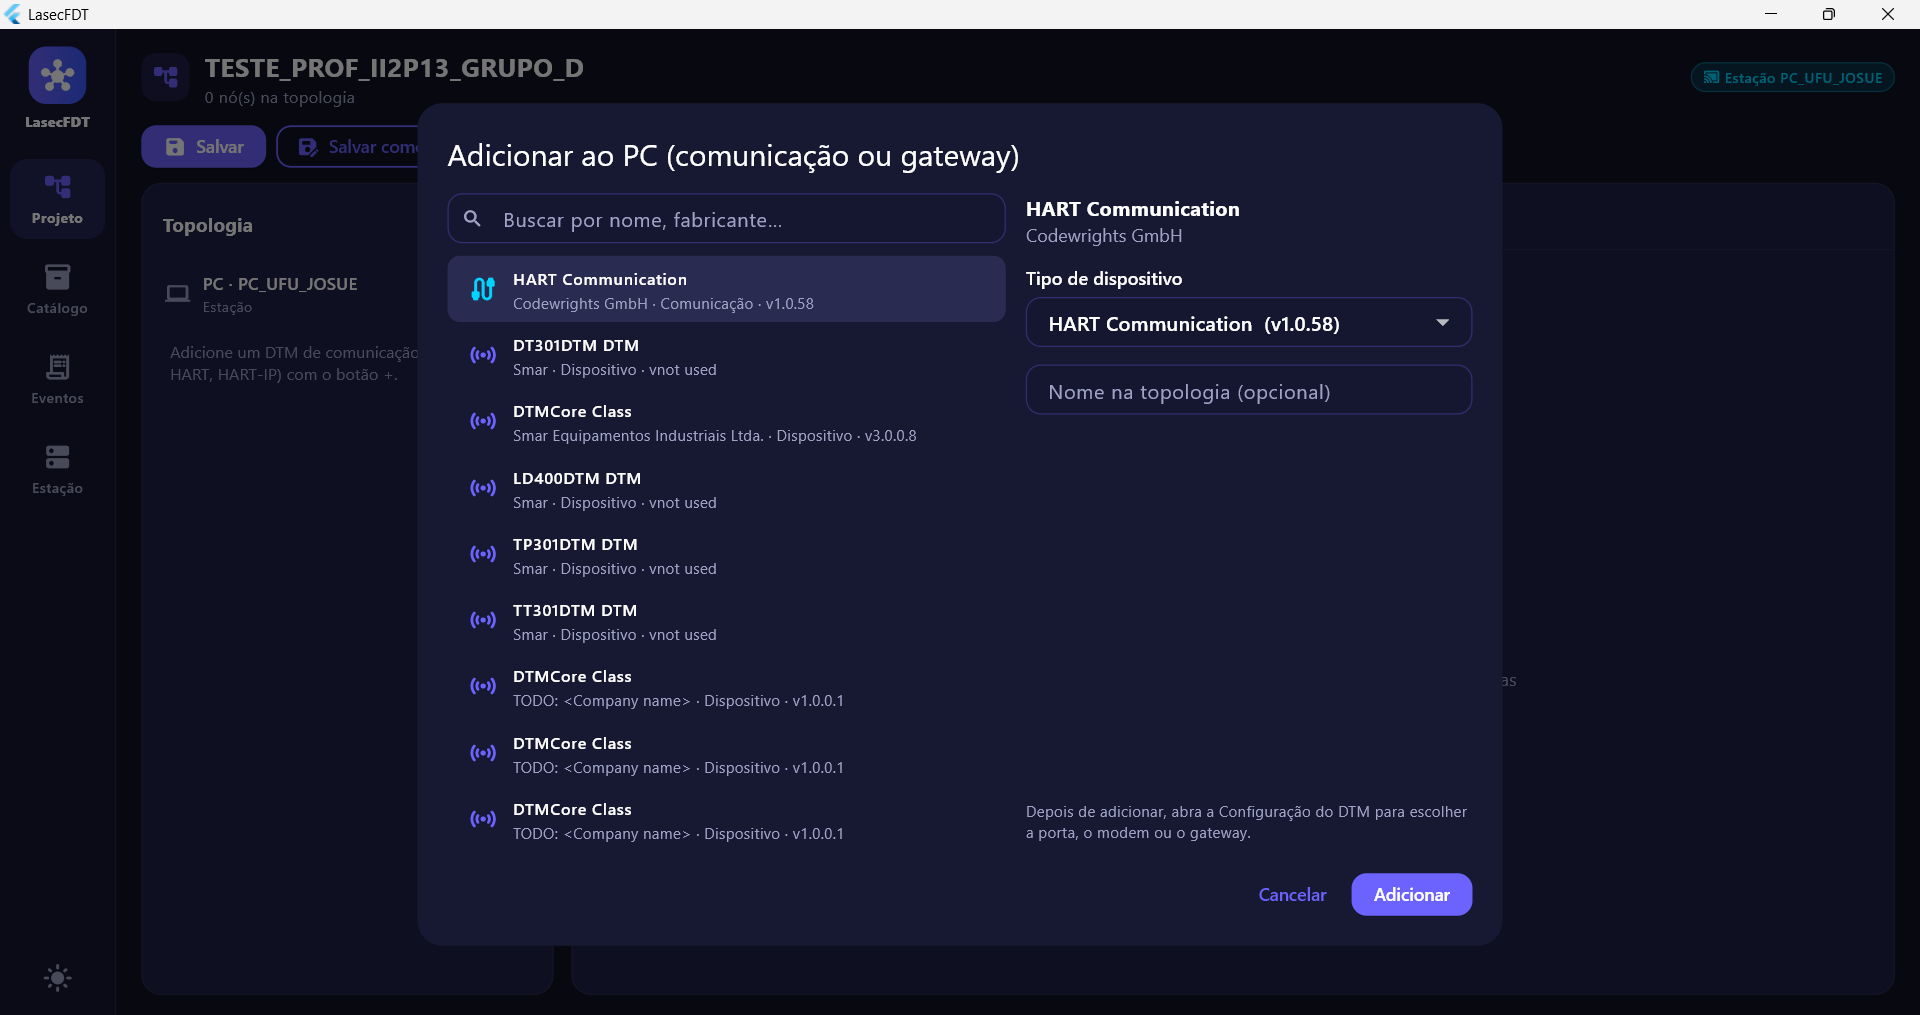 LasecFDT
LasecFDT
Projeto
Catálogo
Eventos
Estação
TESTE_PROF_II2P13_GRUPO_D
0 nó(s) na topologia
Estação PC_UFU_JOSUE
Salvar
Salvar com
Topologia
PC · PC_UFU_JOSUE
Estação
Adicione um DTM de comunicação
HART, HART-IP) com o botão +.
Adicionar ao PC (comunicação ou gateway)
Buscar por nome, fabricante...
HART Communication
Codewrights GmbH · Comunicação · v1.0.58
DT301DTM DTM
Smar · Dispositivo · vnot used
DTMCore Class
Smar Equipamentos Industriais Ltda. · Dispositivo · v3.0.0.8
LD400DTM DTM
Smar · Dispositivo · vnot used
TP301DTM DTM
Smar · Dispositivo · vnot used
TT301DTM DTM
Smar · Dispositivo · vnot used
DTMCore Class
TODO: <Company name> · Dispositivo · v1.0.0.1
DTMCore Class
TODO: <Company name> · Dispositivo · v1.0.0.1
DTMCore Class
TODO: <Company name> · Dispositivo · v1.0.0.1
HART Communication
Codewrights GmbH
Tipo de dispositivo
HART Communication (v1.0.58)
Nome na topologia (opcional)
Depois de adicionar, abra a Configuração do DTM para escolher
a porta, o modem ou o gateway.
Cancelar
Adicionar
as